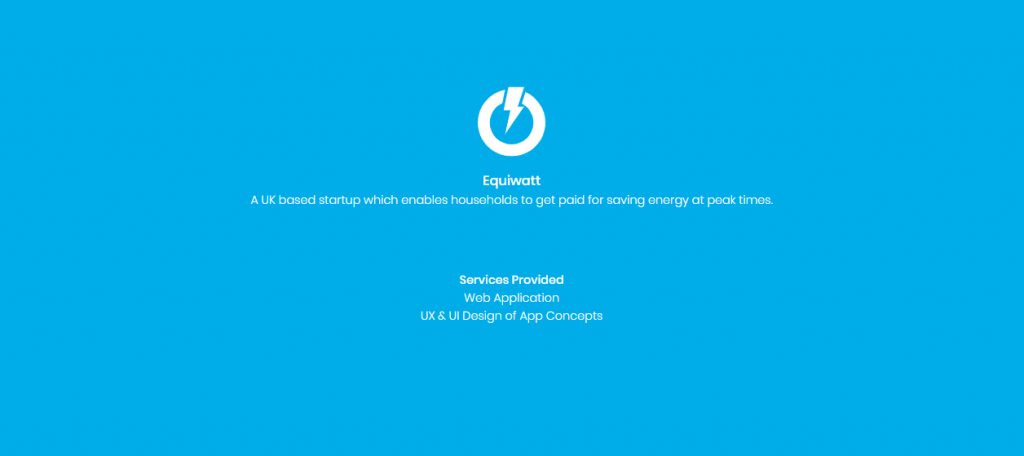 Equiwatt
A UK based startup which enables households to get paid for saving energy at peak times.
Services Provided
Web Application
UX & UI Design of App Concepts